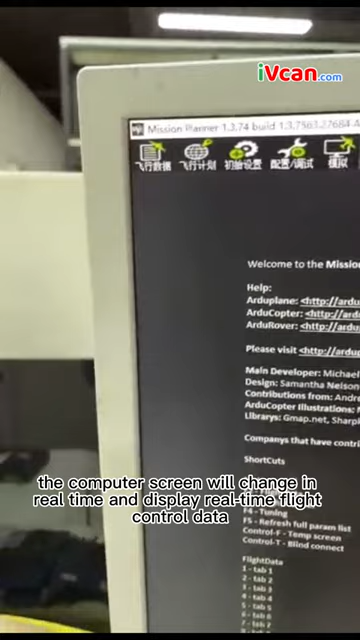 iVcan.com
Mission Planner 1.3.74 build 1.3.7563.27684 A
飞行数据 飞行计划 初始设置 配置/调试 模拟
Welcome to the Mission
Help:
Arduplane: <http://ardu
ArduCopter: <http://ardu
ArduRover: <http://ardu
Please visit <http://ardu
Main Developer: Michael
Design: Samantha Nelson
Contributions from: Andre
ArduCopter Illustrations:
Librarys: Gmap.net, Sharp
Companys that have contri
ShortCuts
the computer screen will change in
real time and display real-time flight
control data
F4 - Tuning
F5 - Refresh full param list
Control-F - Temp screen
Control-T - Blind connect
FlightData
1 - tab 1
2 - tab 2
3 - tab 3
4 - tab 4
5 - tab 5
6 - tab 6
7 - tab 7